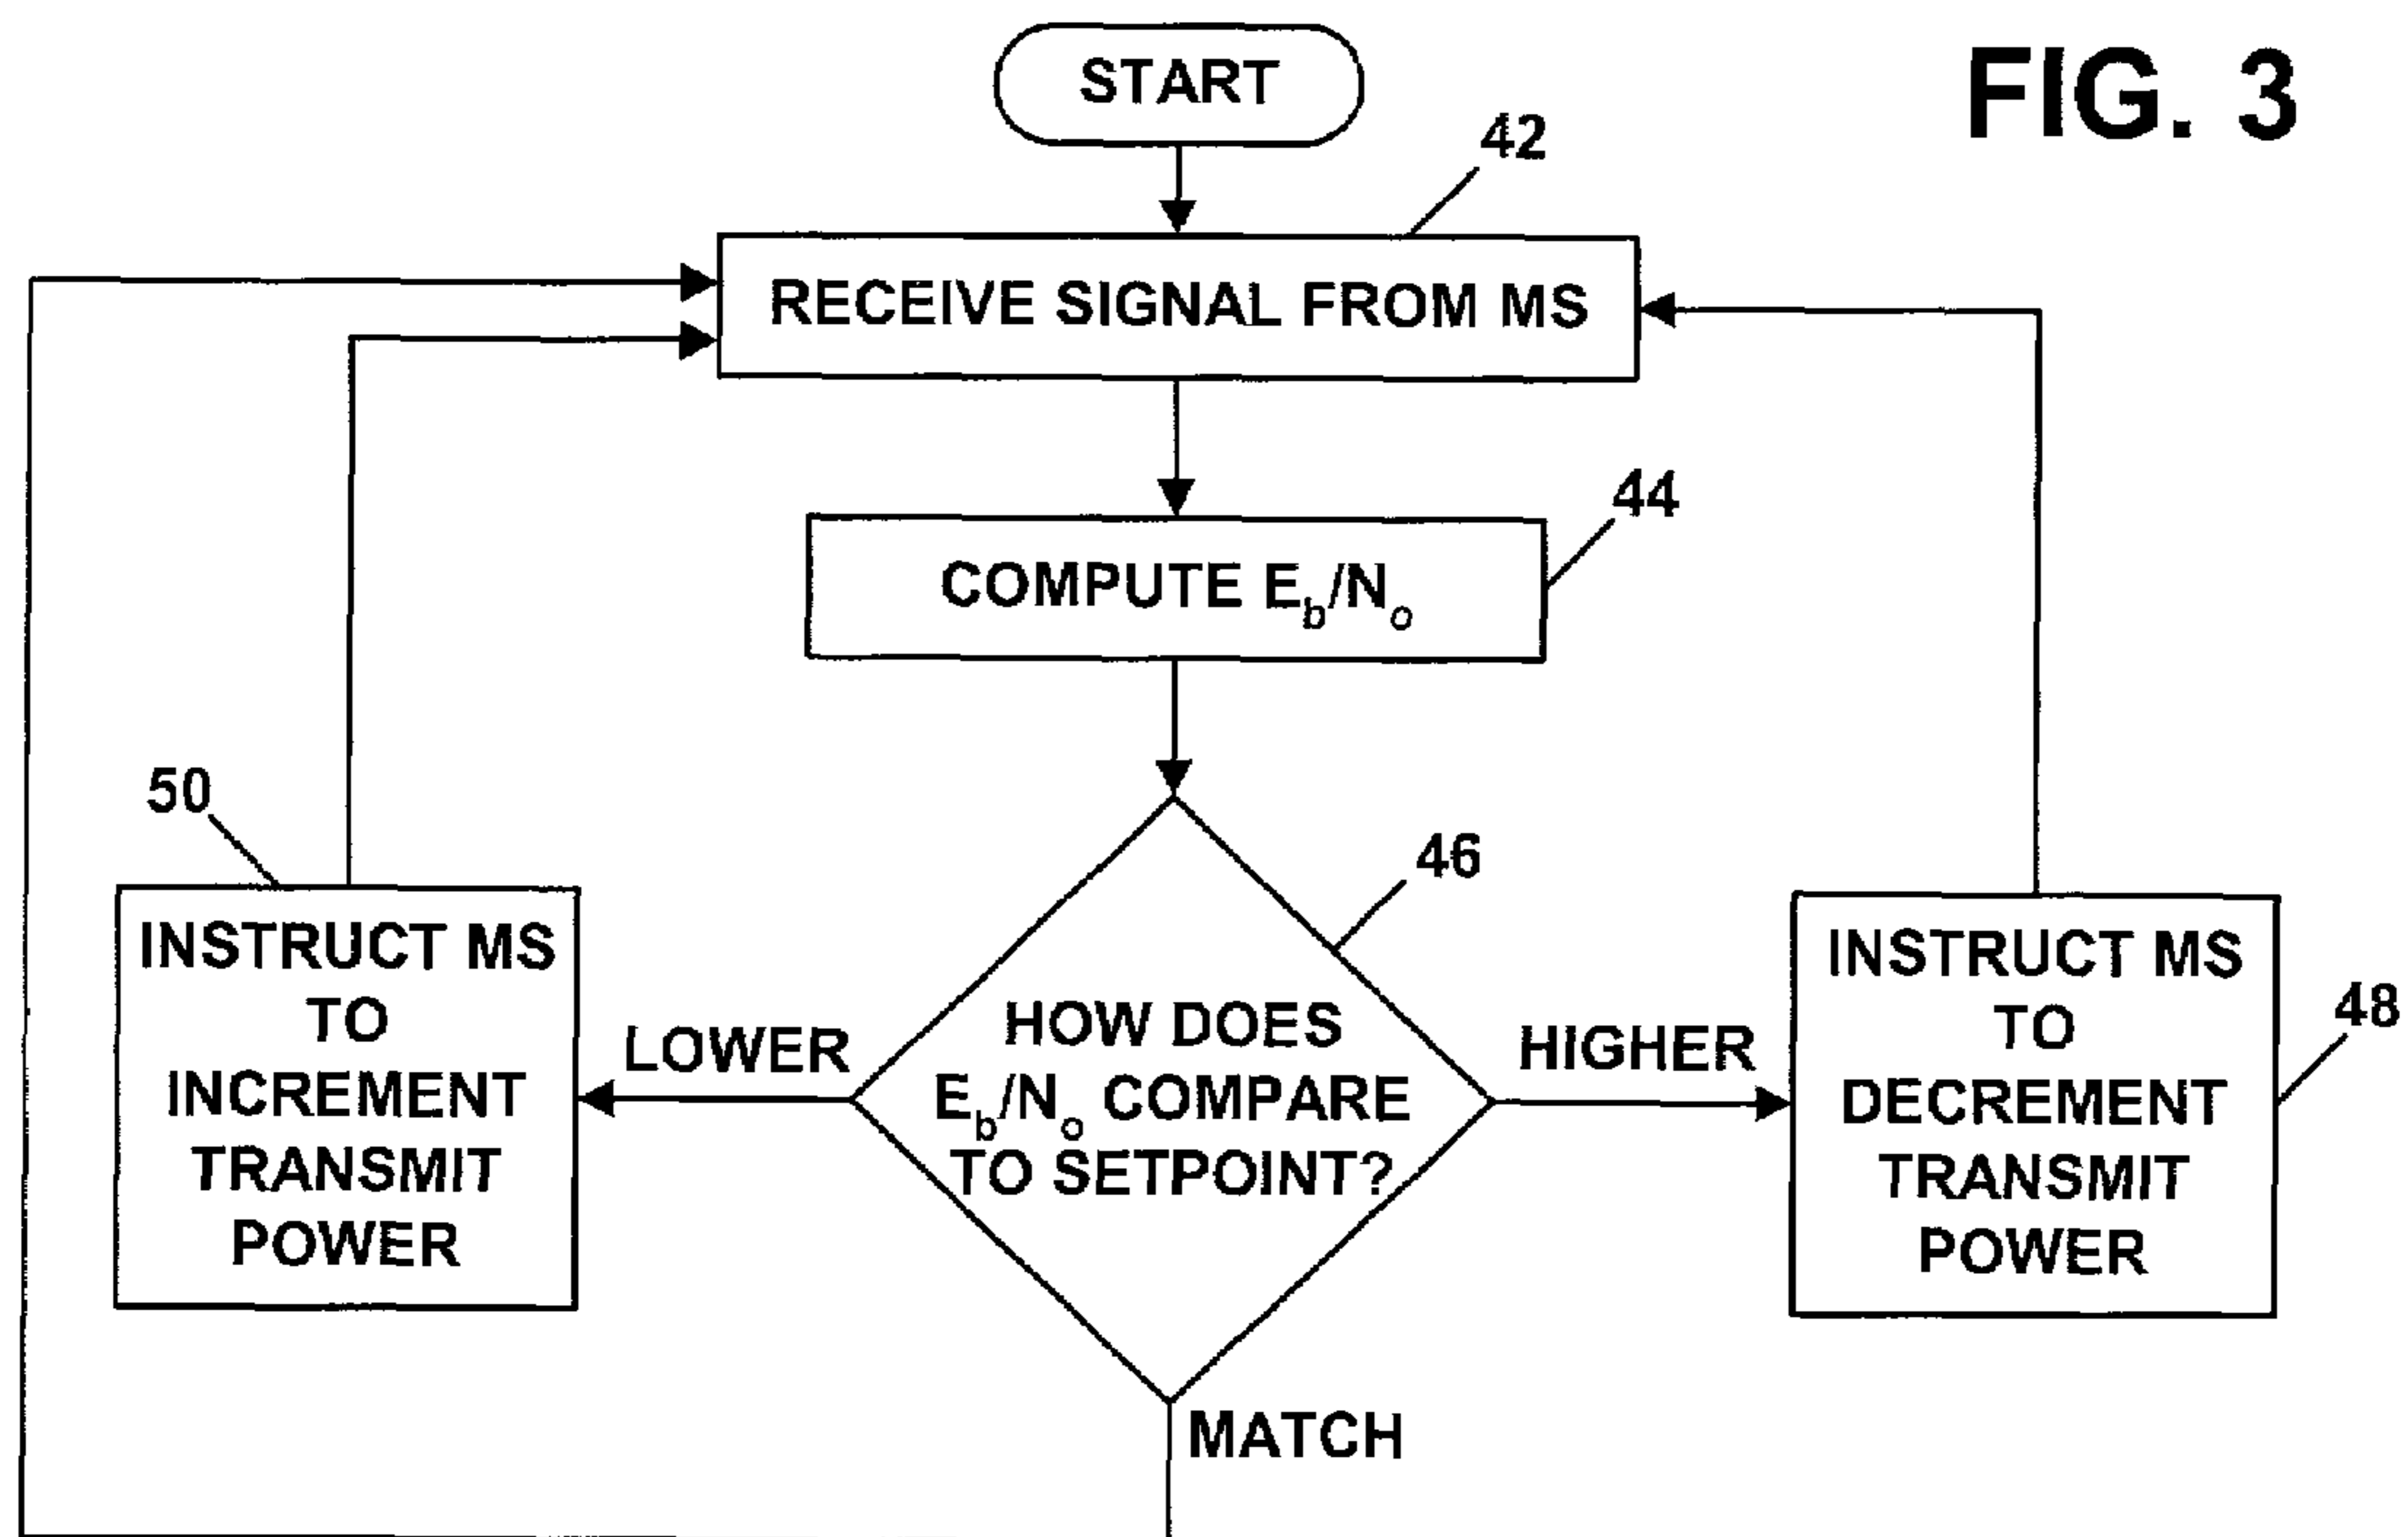 FIG. 3
START
42
RECEIVE SIGNAL FROM MS
44
COMPUTE Eb/No
46
HOW DOES
Eb/No COMPARE
TO SETPOINT?
LOWER
HIGHER
MATCH
50
INSTRUCT MS
TO
INCREMENT
TRANSMIT
POWER
48
INSTRUCT MS
TO
DECREMENT
TRANSMIT
POWER